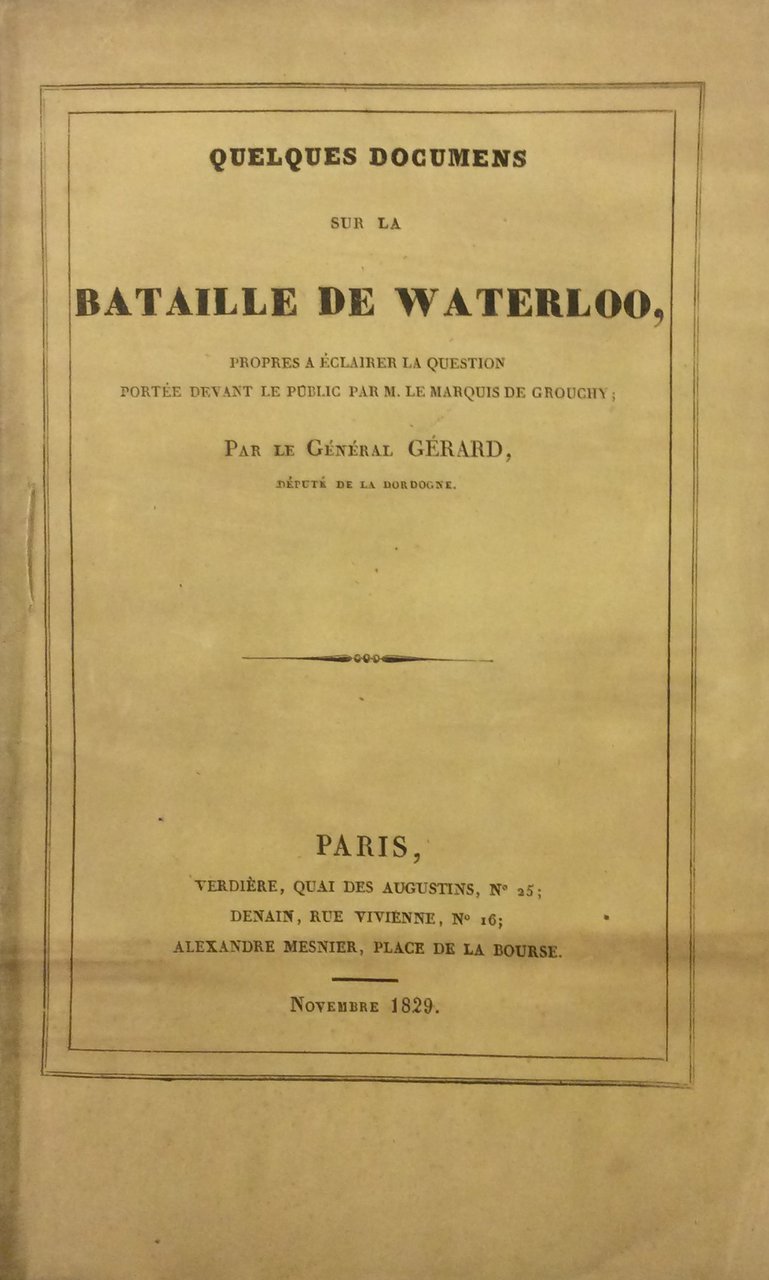 QUELQUES DOCUMENS
SUR LA
BATAILLE DE WATERLOO,
PROPRES A ÉCLAIRER LA QUESTION
PORTÉE DEVANT LE PUBLIC PAR M. LE MARQUIS DE GROUCHY;
PAR LE GÉNÉRAL GÉRARD,
DÉPUTÉ DE LA DORDOGNE.
PARIS,
VERDIÈRE, QUAI DES AUGUSTINS, Nº 25;
DENAIN, RUE VIVIENNE, Nº 16;
ALEXANDRE MESNIER, PLACE DE LA BOURSE.
NOVEMBRE 1829.